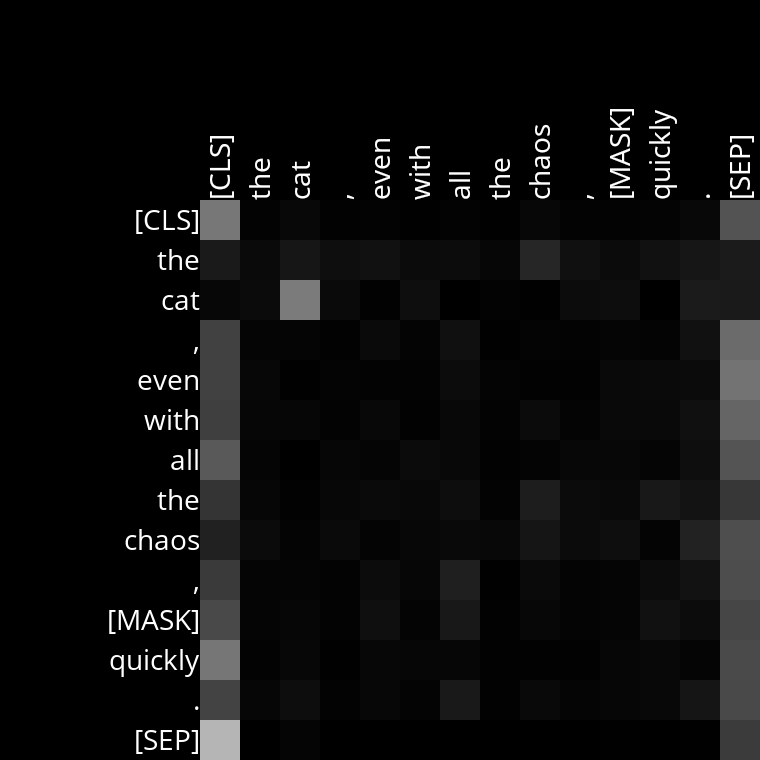 [CLS] the cat , even with all the chaos , [MASK] quickly . [SEP]
[CLS]
the
cat
,
even
with
all
the
chaos
,
[MASK]
quickly
.
[SEP]